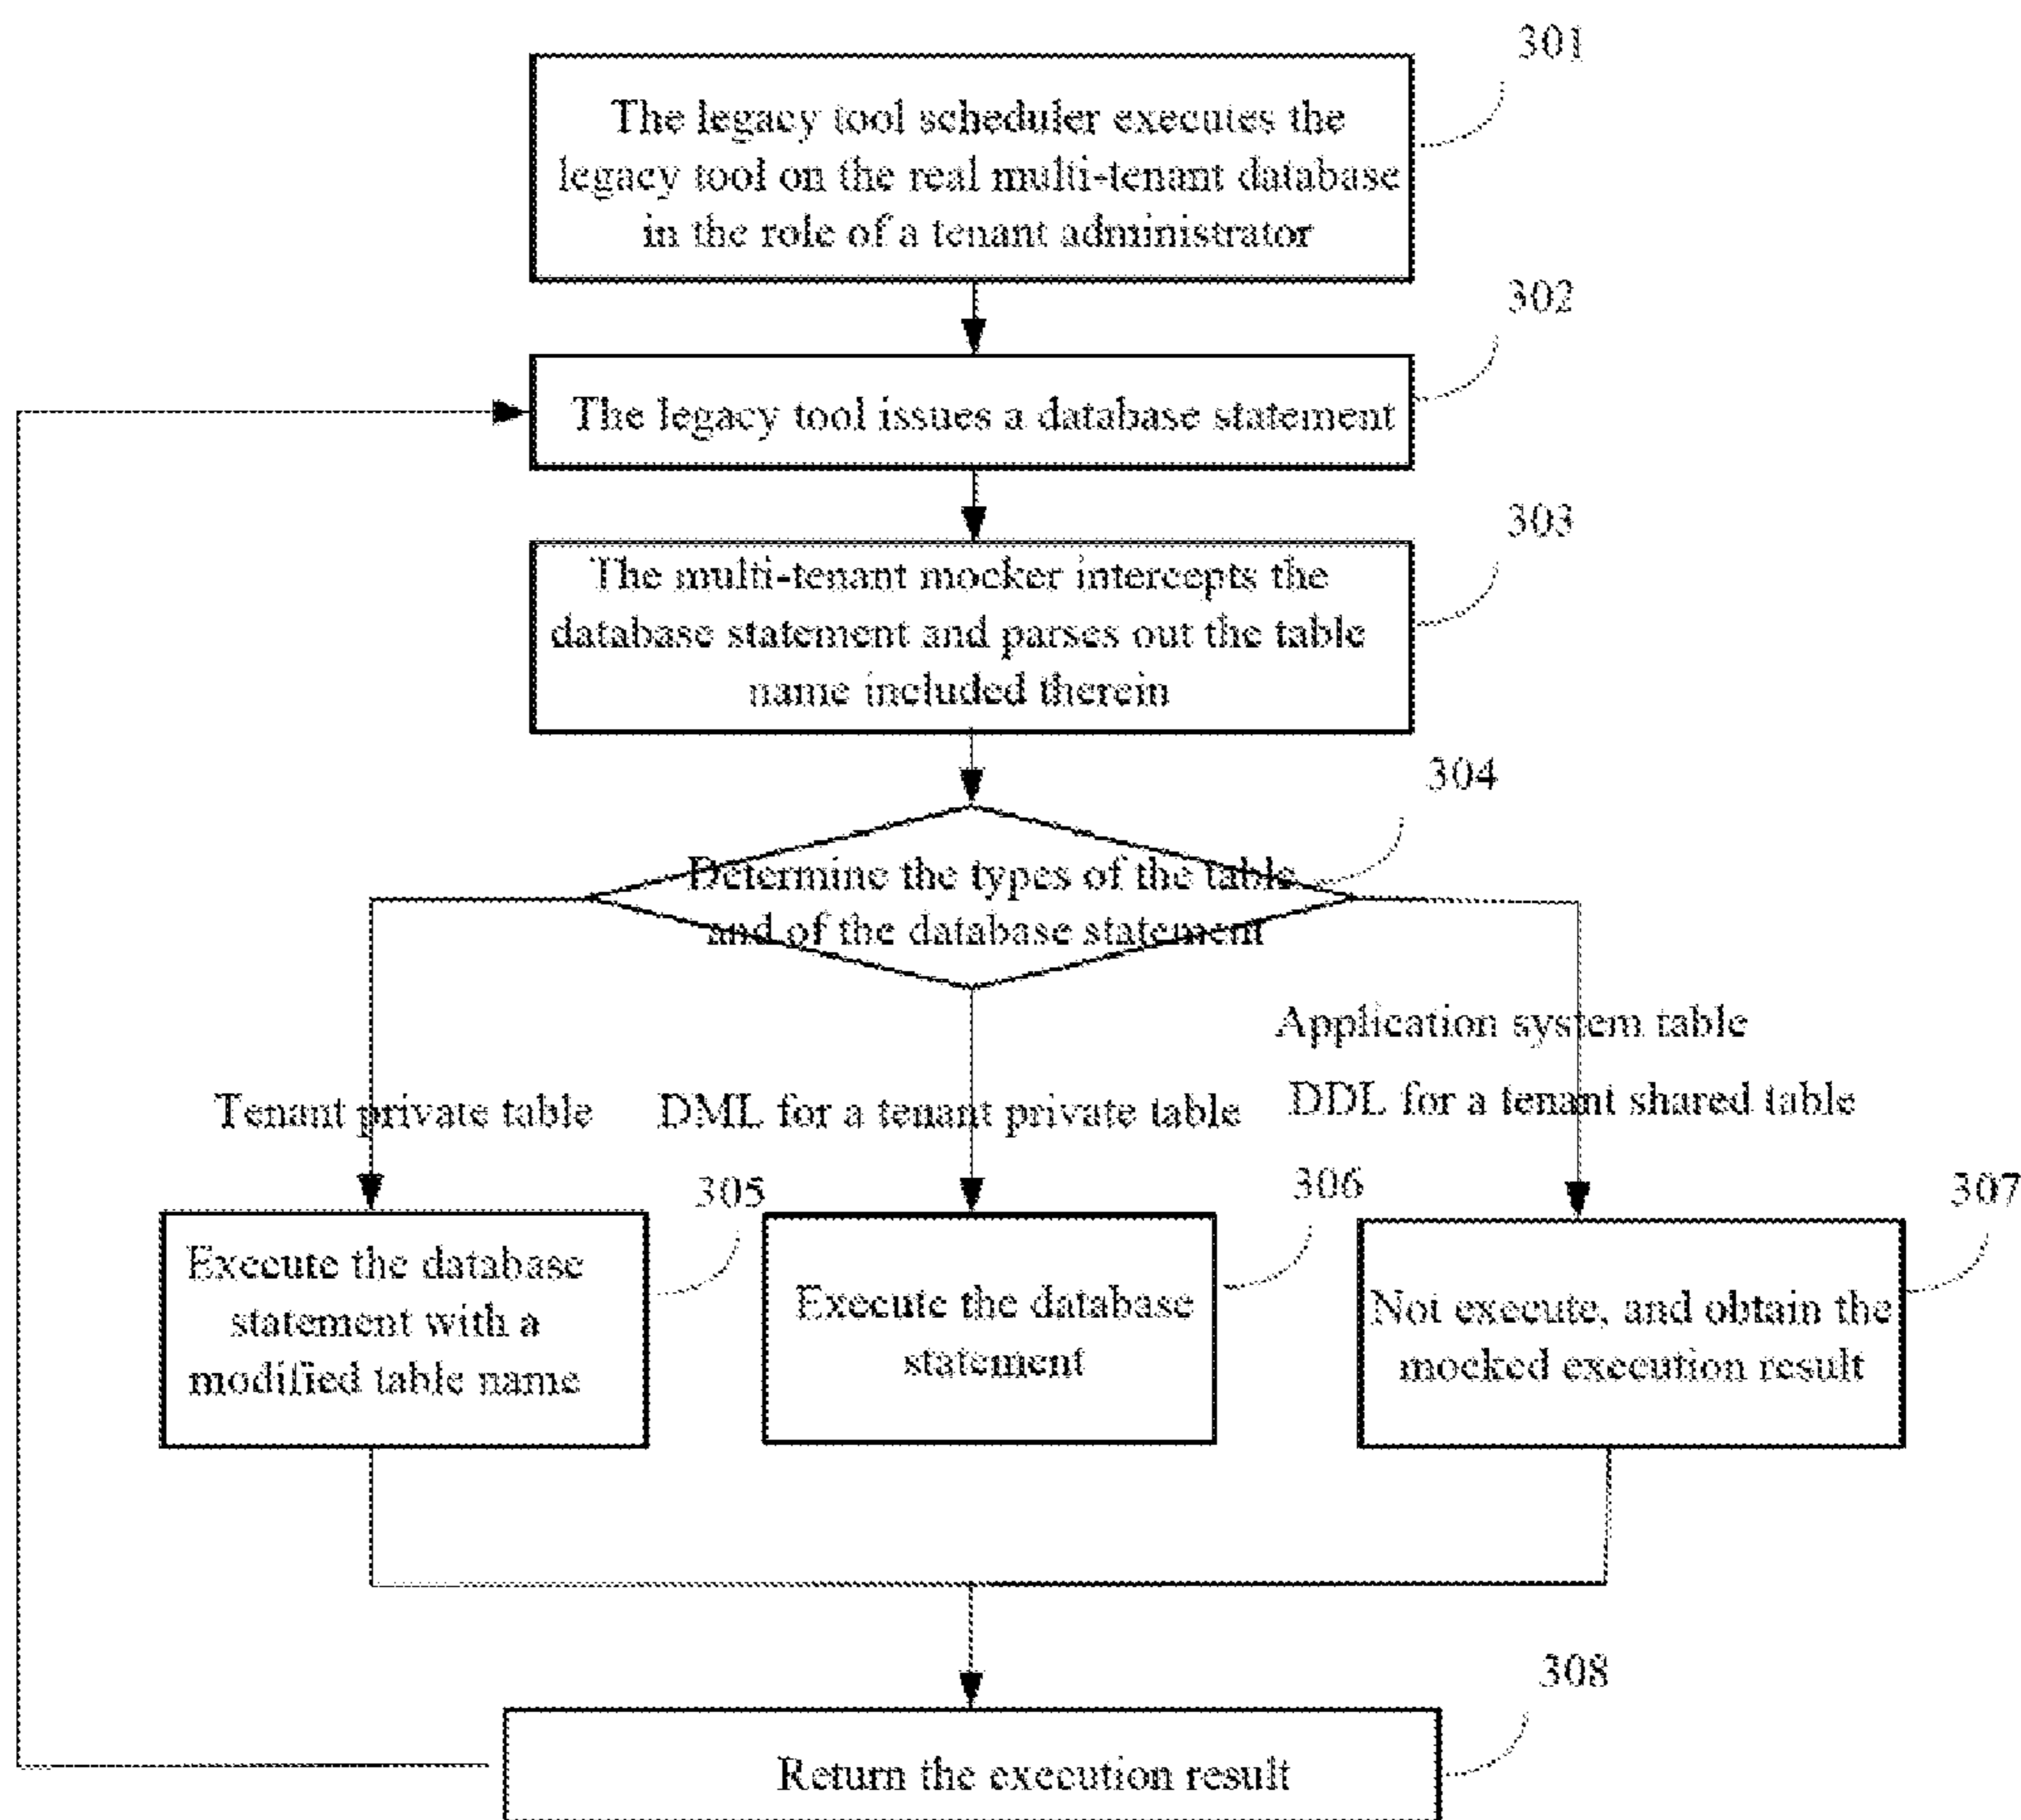 301
The legacy tool scheduler executes the
legacy tool on the real multi-tenant database
in the role of a tenant administrator
302
The legacy tool issues a database statement
303
The multi-tenant mocker intercepts the
database statement and parses out the table
name included therein
304
Determine the types of the table
and of the database statement
Application system table
Tenant private table
DML for a tenant private table
DDL for a tenant shared table
305
306
307
Execute the database
statement with a
modified table name
Execute the database
statement
Not execute, and obtain the
mocked execution result
308
Return the execution result